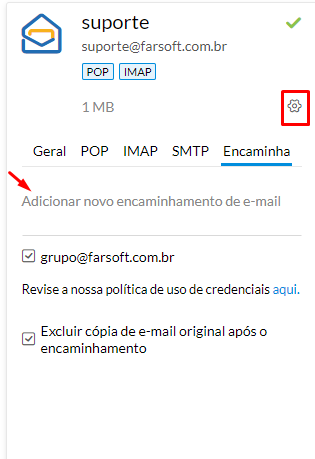 suporte
suporte@farsoft.com.br
POP IMAP
1 MB
Geral POP IMAP SMTP Encaminha
Adicionar novo encaminhamento de e-mail
grupo@farsoft.com.br
Revise a nossa política de uso de credenciais aqui.
Excluir cópia de e-mail original após o
encaminhamento